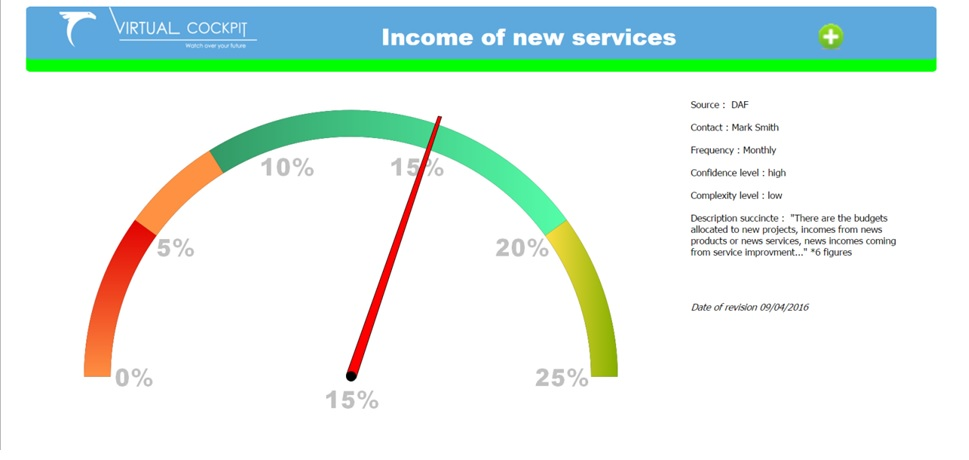 VIRTUAL COCKPIT
Watch over your future
Income of new services
Source : DAF
Contact : Mark Smith
Frequency : Monthly
Confidence level : high
Complexity level : low
Description succincte : "There are the budgets
allocated to new projects, incomes from news
products or news services, news incomes coming
from service improvment..." *6 figures
Date of revision 09/04/2016
10%
15%
5%
20%
0%
25%
15%